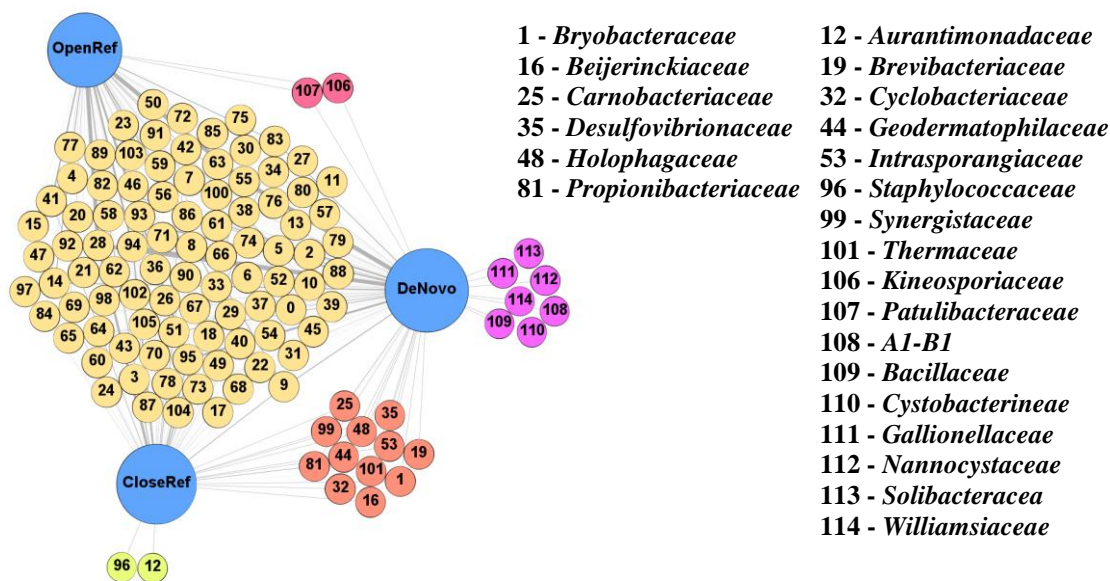 OpenRef
107 106
50
23 72 75
91 85 83
77 89 103 42 30
59 63 27
4 82 46 7 55 34
41 56 100 76 80 11
15 20 58 93 86 61 38 13 57
47 92 28 94 71 8 66 74 5 2 79
97 14 21 62 36 90 6 52 10 88
84 69 98 102 26 67 33 37 0 39
65 64 105 51 18 29 40 54 45
60 43 70 95 49 22 31
24 3 78 73 68 9
87 104 17
DeNovo
113
111 112
114 108
109 110
25 35
99 48 53
81 44 101 19
32 1
16
CloseRef
96 12
1 - Bryobacteraceae
16 - Beijerinckiaceae
25 - Carnobacteriaceae
35 - Desulfovibrionaceae
48 - Holophagaceae
81 - Propionibacteriaceae
12 - Aurantimonadaceae
19 - Brevibacteriaceae
32 - Cyclobacteriaceae
44 - Geodermatophilaceae
53 - Intrasporangiaceae
96 - Staphylococcaceae
99 - Synergistaceae
101 - Thermaceae
106 - Kineosporiaceae
107 - Patulibacteraceae
108 - A1-B1
109 - Bacillaceae
110 - Cystobacterineae
111 - Gallionellaceae
112 - Nannocystaceae
113 - Solibacteracea
114 - Williamsiaceae